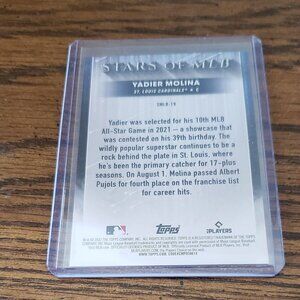 STARS OF MLB
YADIER MOLINA
ST. LOUIS CARDINALS • C
SMLB-19
Yadier was selected for his 10th MLB
All-Star Game in 2021 — a showcase that
was contested on his 39th birthday. The
wildly popular superstar continues to be a
rock behind the plate in St. Louis, where
he's been the primary catcher for 17-plus
seasons. On August 1, Molina passed Albert
Pujols for fourth place on the franchise list
for career hits.
TOPPS
PLAYERS